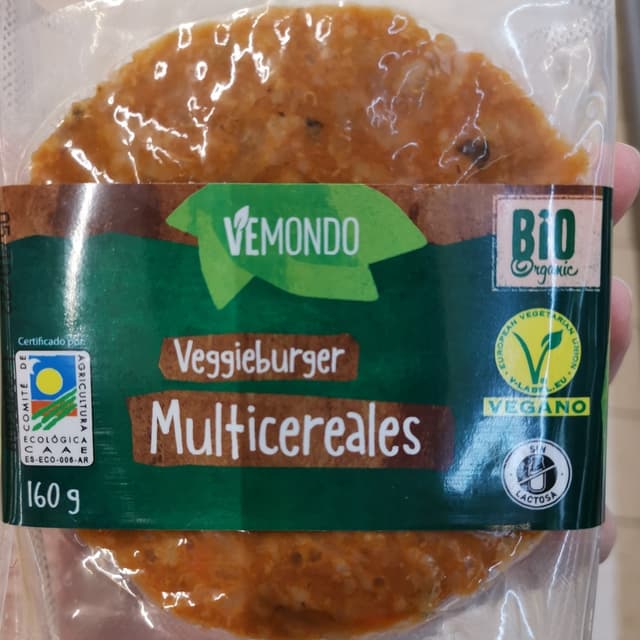 VEMONDO
BIO
Organic
Veggieburger
Multicereales
160 g
Certificado por:
COMITÉ DE
AGRICULTURA
ECOLÓGICA
CAAE
ES-ECO-006-AR
EUROPEAN VEGETARIAN UNION
V-LABEL.EU
VEGANO
SIN
LACTOSA